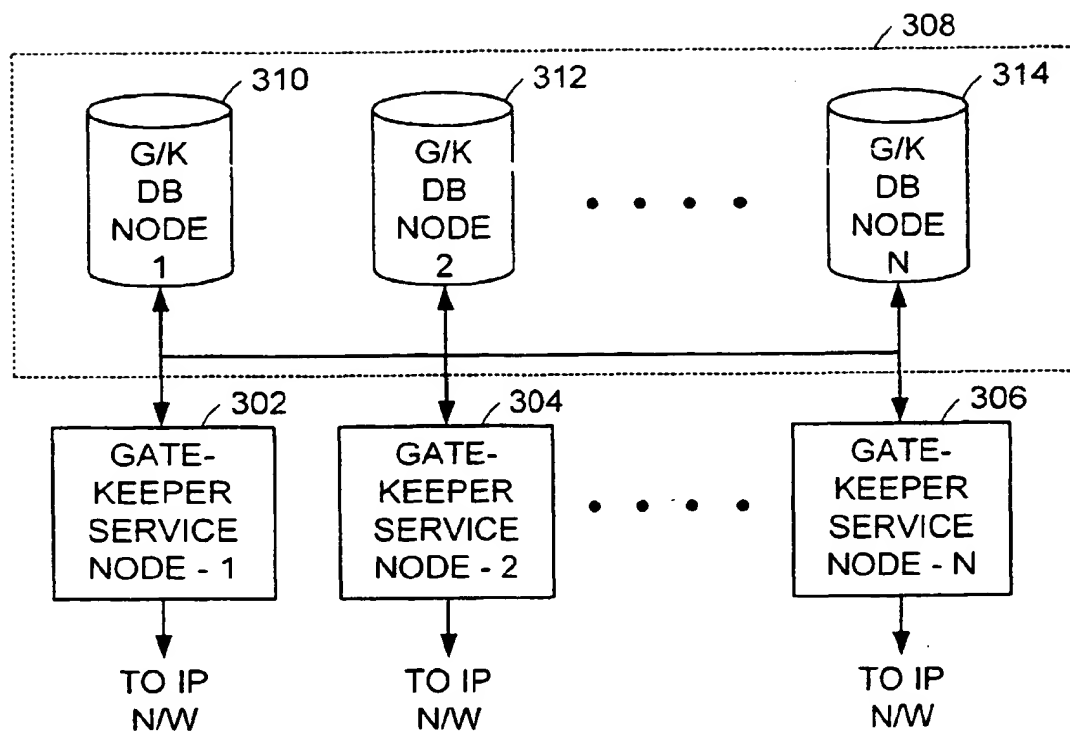 308
310
312
314
G/K
DB
NODE
1
G/K
DB
NODE
2
G/K
DB
NODE
N
302
304
306
GATE-
KEEPER
SERVICE
NODE - 1
GATE-
KEEPER
SERVICE
NODE - 2
GATE-
KEEPER
SERVICE
NODE - N
TO IP
N/W
TO IP
N/W
TO IP
N/W